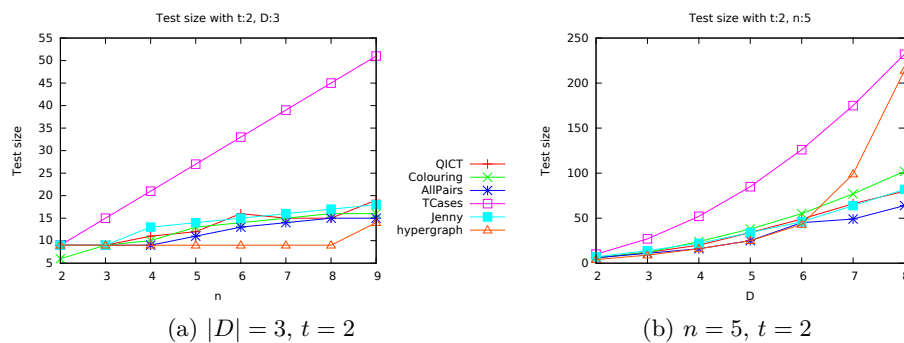 Test size with t:2, D:3
55
50
45
40
35
30
25
20
15
10
5
2 3 4 5 6 7 8 9
Test size
n
QICT
Colouring
AllPairs
TCases
Jenny
hypergraph
Test size with t:2, n:5
250
200
150
100
50
0
2 3 4 5 6 7 8
Test size
D
(a) |D| = 3, t = 2
(b) n = 5, t = 2